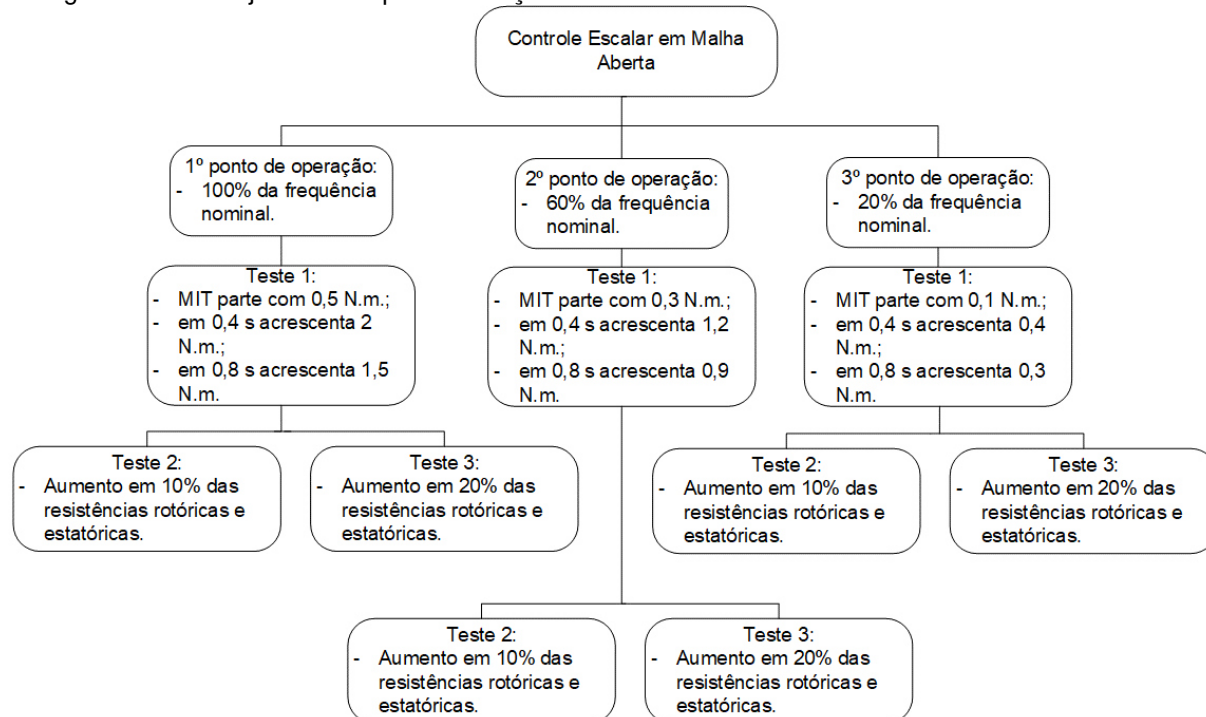 Controle Escalar em Malha
Aberta
1º ponto de operação:
- 100% da frequência
nominal.
2º ponto de operação:
- 60% da frequência
nominal.
3º ponto de operação:
- 20% da frequência
nominal.
Teste 1:
- MIT parte com 0,5 N.m.;
- em 0,4 s acrescenta 2
N.m.;
- em 0,8 s acrescenta 1,5
N.m.
Teste 1:
- MIT parte com 0,3 N.m.;
- em 0,4 s acrescenta 1,2
N.m.;
- em 0,8 s acrescenta 0,9
N.m.
Teste 1:
- MIT parte com 0,1 N.m.;
- em 0,4 s acrescenta 0,4
N.m.;
- em 0,8 s acrescenta 0,3
N.m.
Teste 2:
- Aumento em 10% das
resistências rotóricas e
estatóricas.
Teste 3:
- Aumento em 20% das
resistências rotóricas e
estatóricas.
Teste 2:
- Aumento em 10% das
resistências rotóricas e
estatóricas.
Teste 3:
- Aumento em 20% das
resistências rotóricas e
estatóricas.
Teste 2:
- Aumento em 10% das
resistências rotóricas e
estatóricas.
Teste 3:
- Aumento em 20% das
resistências rotóricas e
estatóricas.